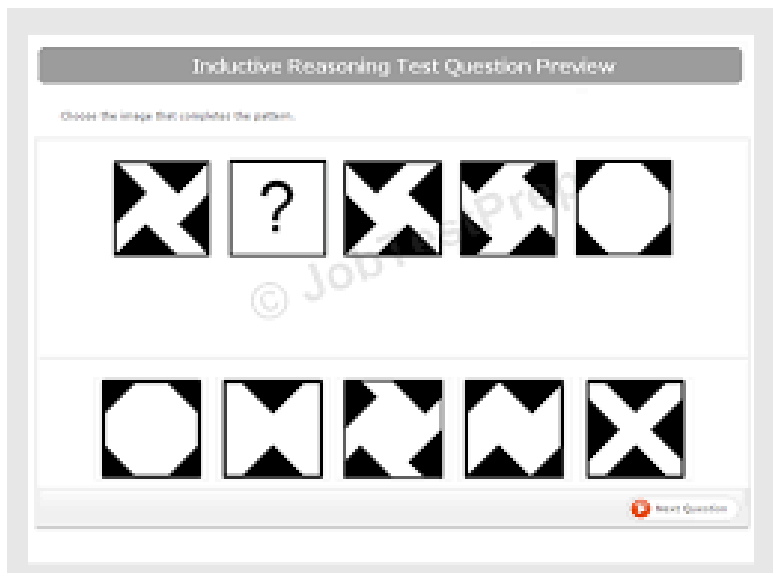 Inductive Reasoning Test Question Preview
Choose the image that completes the pattern.
?
© JobTestPrep
Next Question